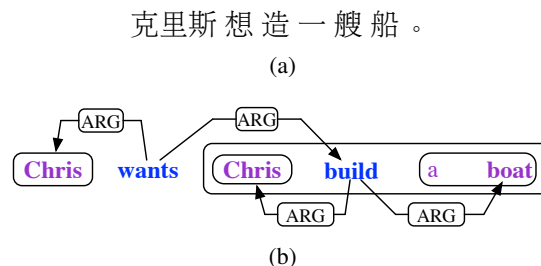 克里斯 想 造 一 艘 船 。
(a)
ARG ARG
Chris wants Chris build a boat
ARG ARG
(b)